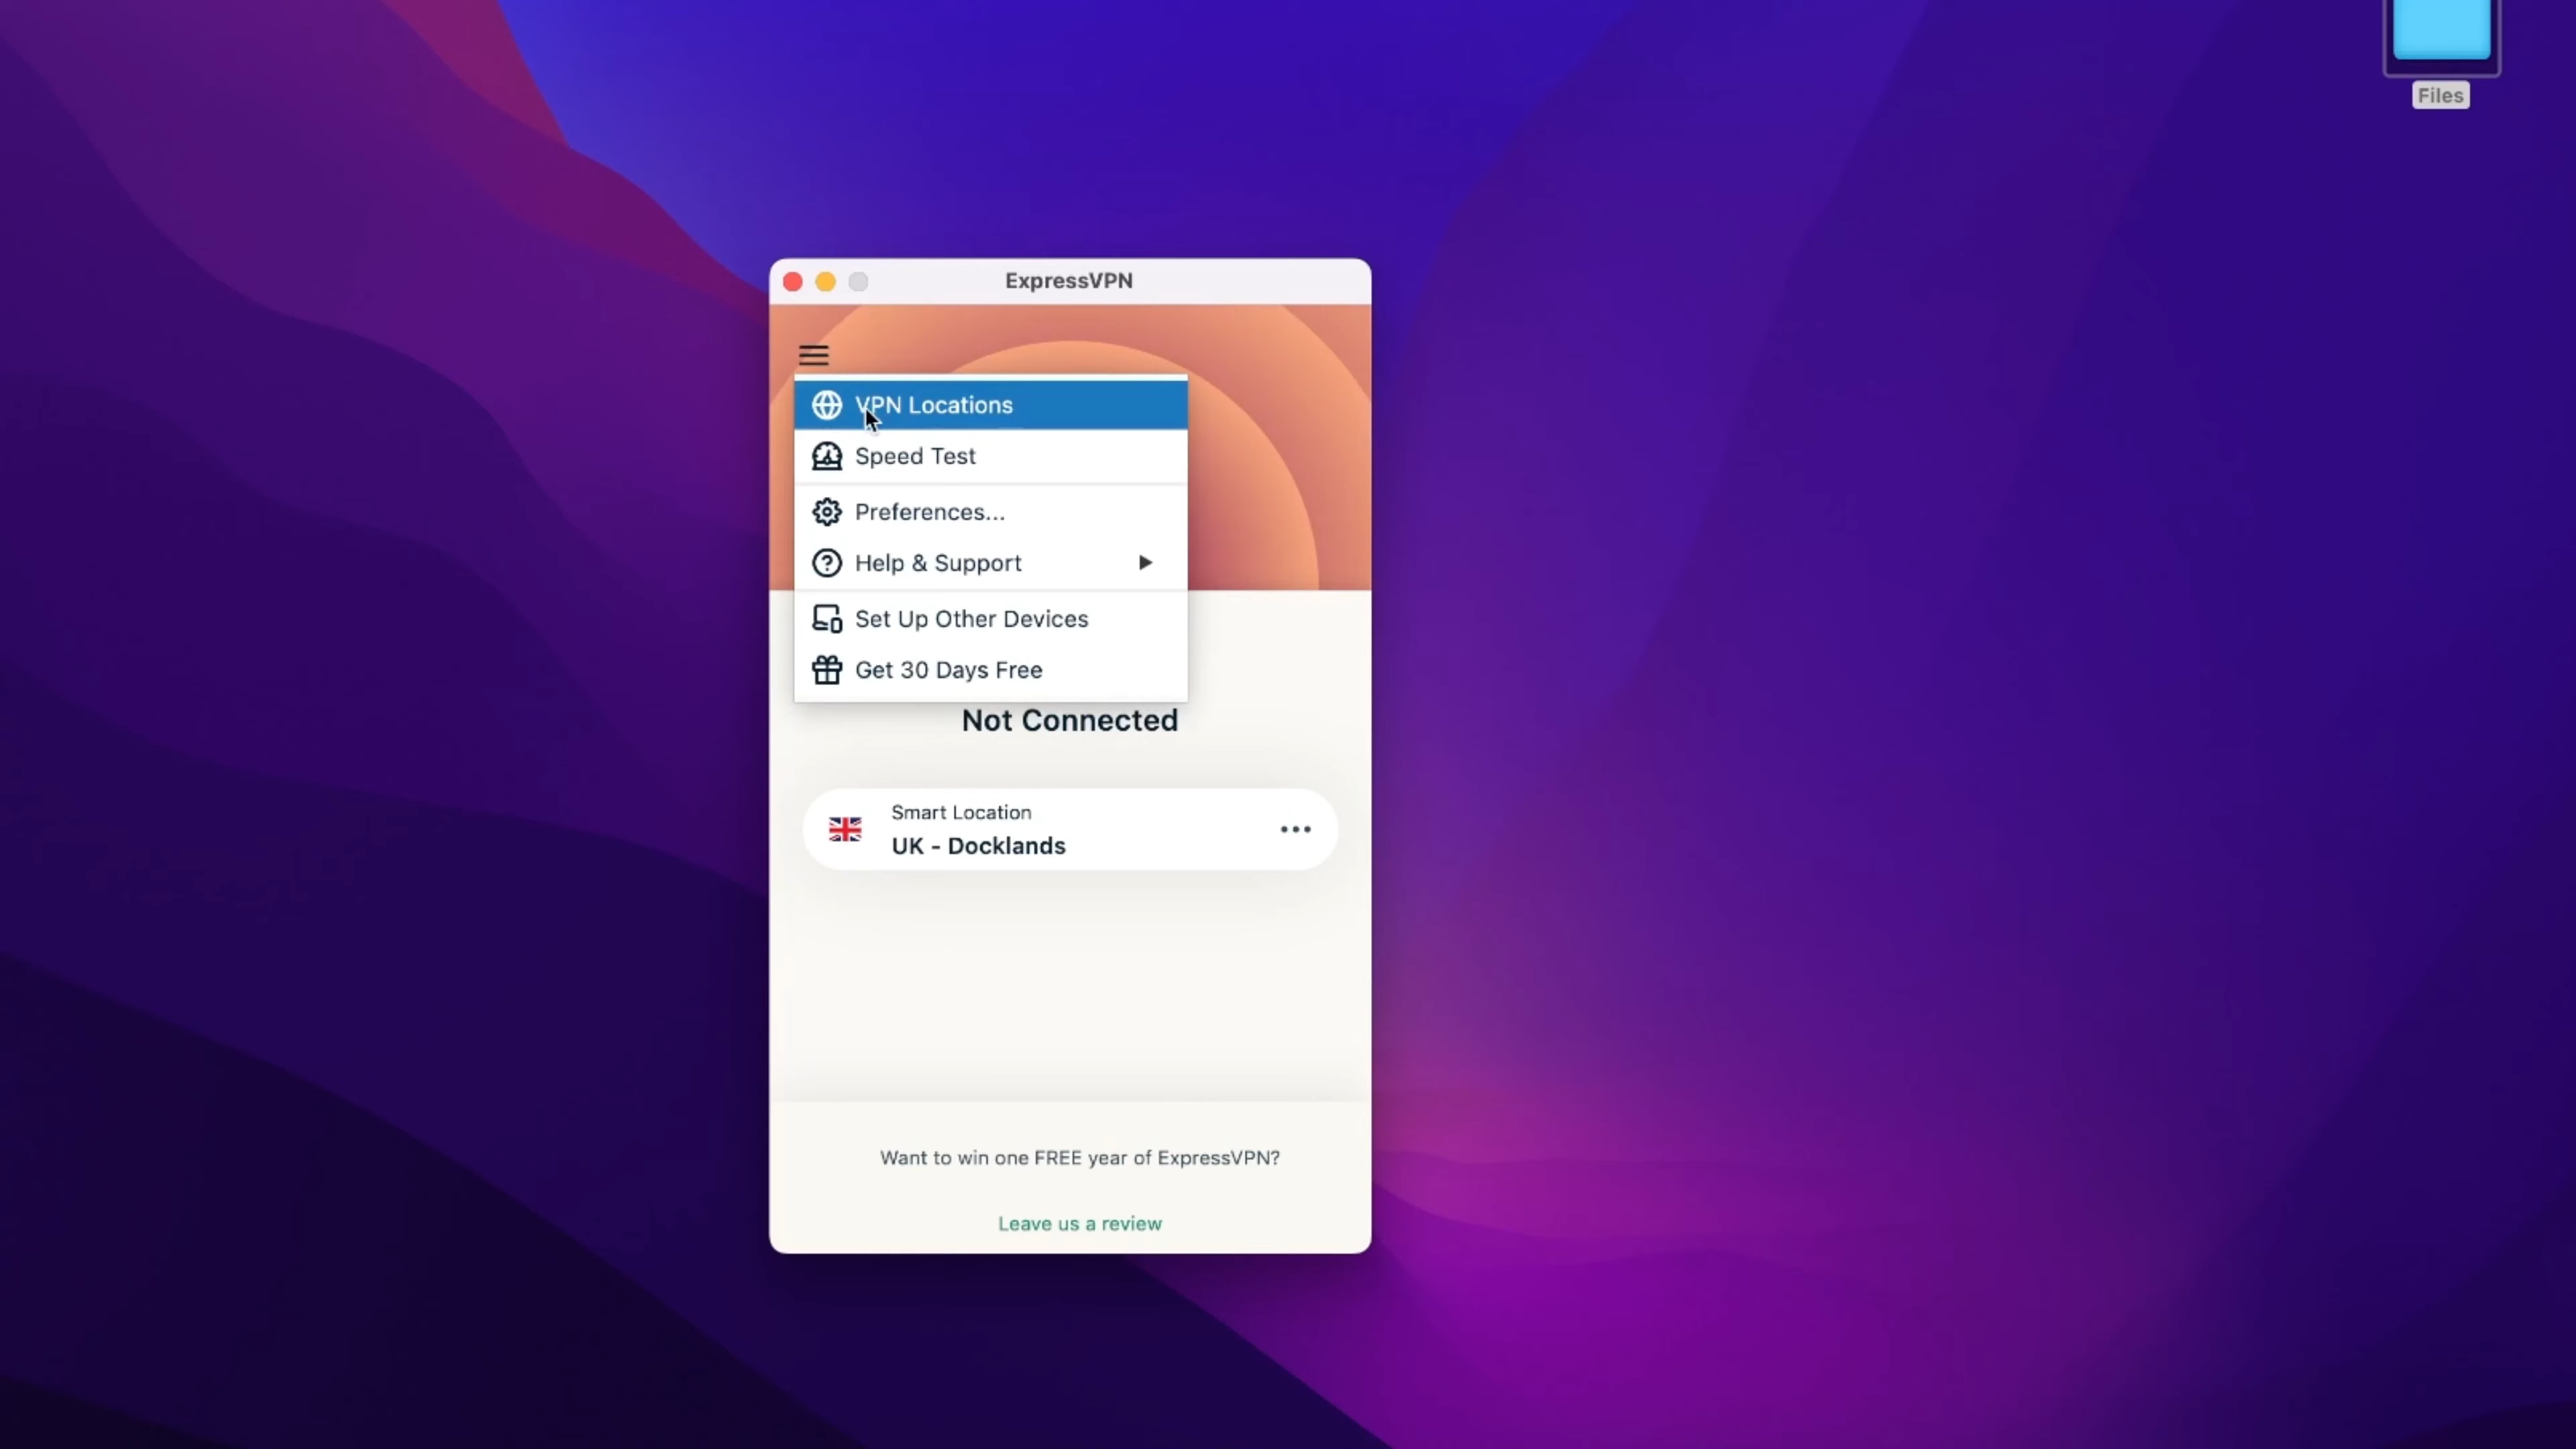 Files
ExpressVPN
VPN Locations
Speed Test
Preferences...
Help & Support
Set Up Other Devices
Get 30 Days Free
Not Connected
Smart Location
UK - Docklands
Want to win one FREE year of ExpressVPN?
Leave us a review